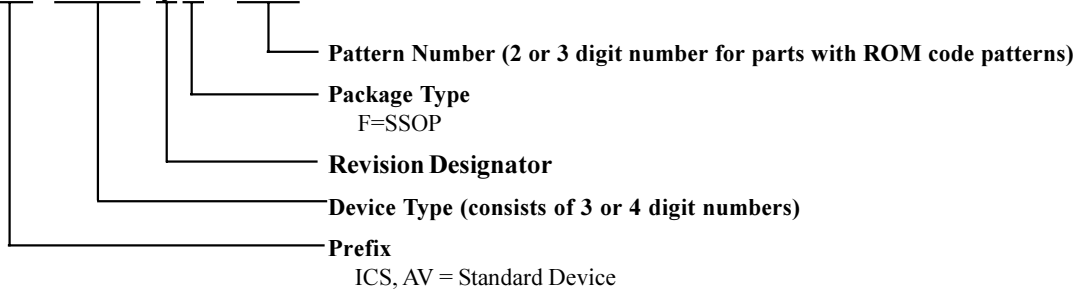 Pattern Number (2 or 3 digit number for parts with ROM code patterns)
Package Type
F=SSOP
Revision Designator
Device Type (consists of 3 or 4 digit numbers)
Prefix
ICS, AV = Standard Device